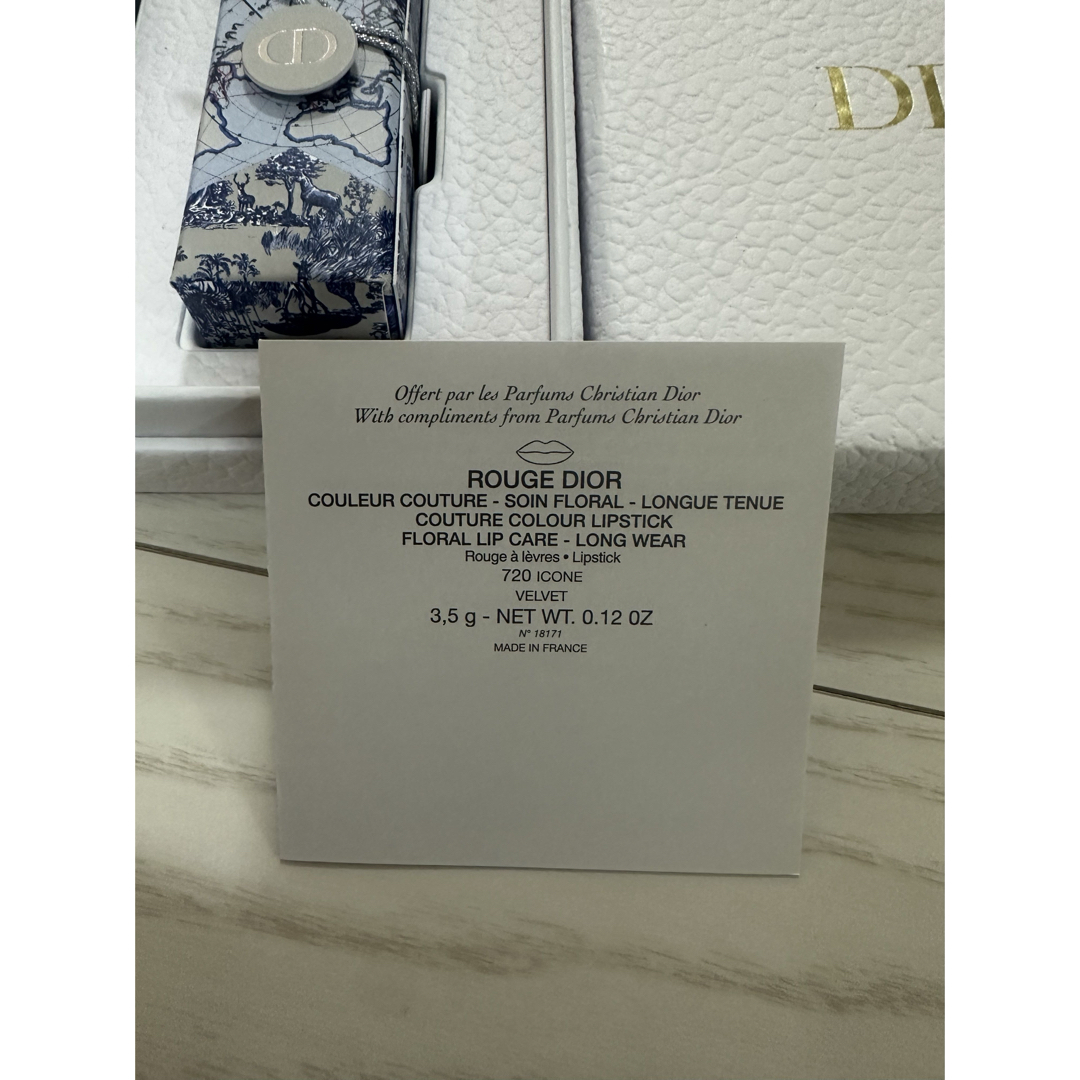 CD
DI
Offert par les Parfums Christian Dior
With compliments from Parfums Christian Dior
ROUGE DIOR
COULEUR COUTURE - SOIN FLORAL - LONGUE TENUE
COUTURE COLOUR LIPSTICK
FLORAL LIP CARE - LONG WEAR
Rouge à lèvres • Lipstick
720 ICONE
VELVET
3,5 g - NET WT. 0.12 OZ
N° 18171
MADE IN FRANCE